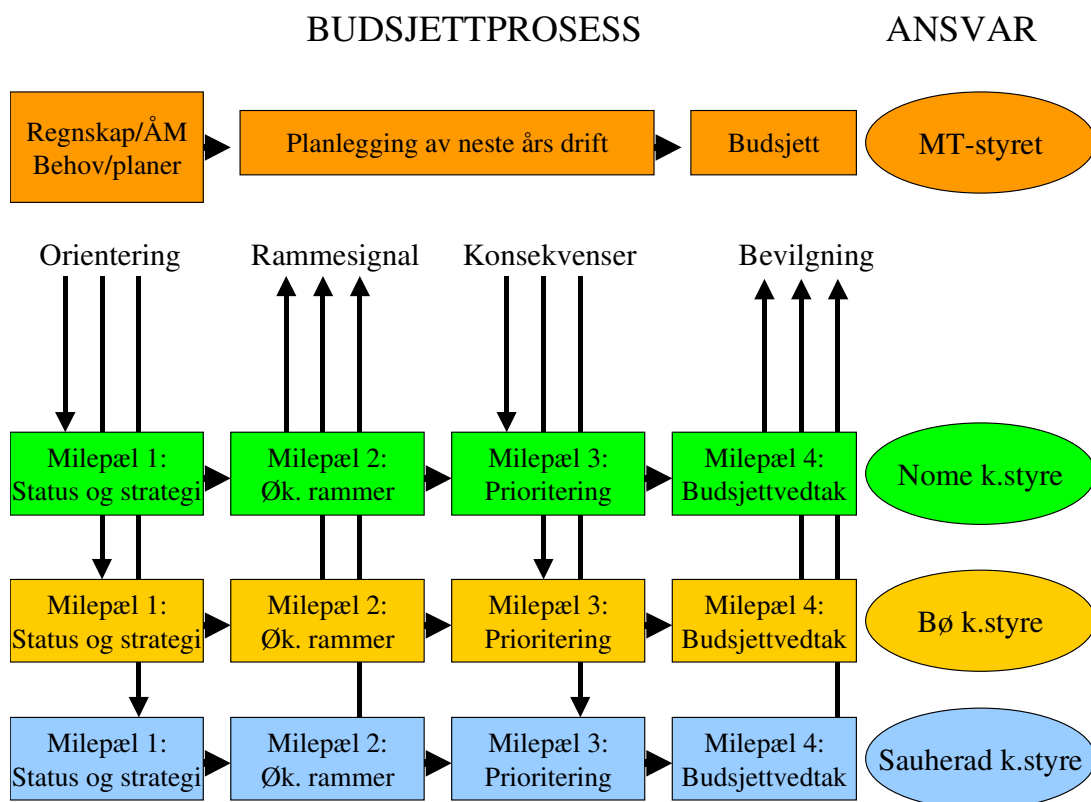 BUDSJETTPROSESS
ANSVAR
Regnskap/ÅM
Behov/planer
Planlegging av neste års drift
Budsjett
MT-styret
Orientering
Rammesignal
Konsekvenser
Bevilgning
Milepæl 1:
Status og strategi
Milepæl 2:
Øk. rammer
Milepæl 3:
Prioritering
Milepæl 4:
Budsjettvedtak
Nome k.styre
Milepæl 1:
Status og strategi
Milepæl 2:
Øk. rammer
Milepæl 3:
Prioritering
Milepæl 4:
Budsjettvedtak
Bø k.styre
Milepæl 1:
Status og strategi
Milepæl 2:
Øk. rammer
Milepæl 3:
Prioritering
Milepæl 4:
Budsjettvedtak
Sauherad k.styre